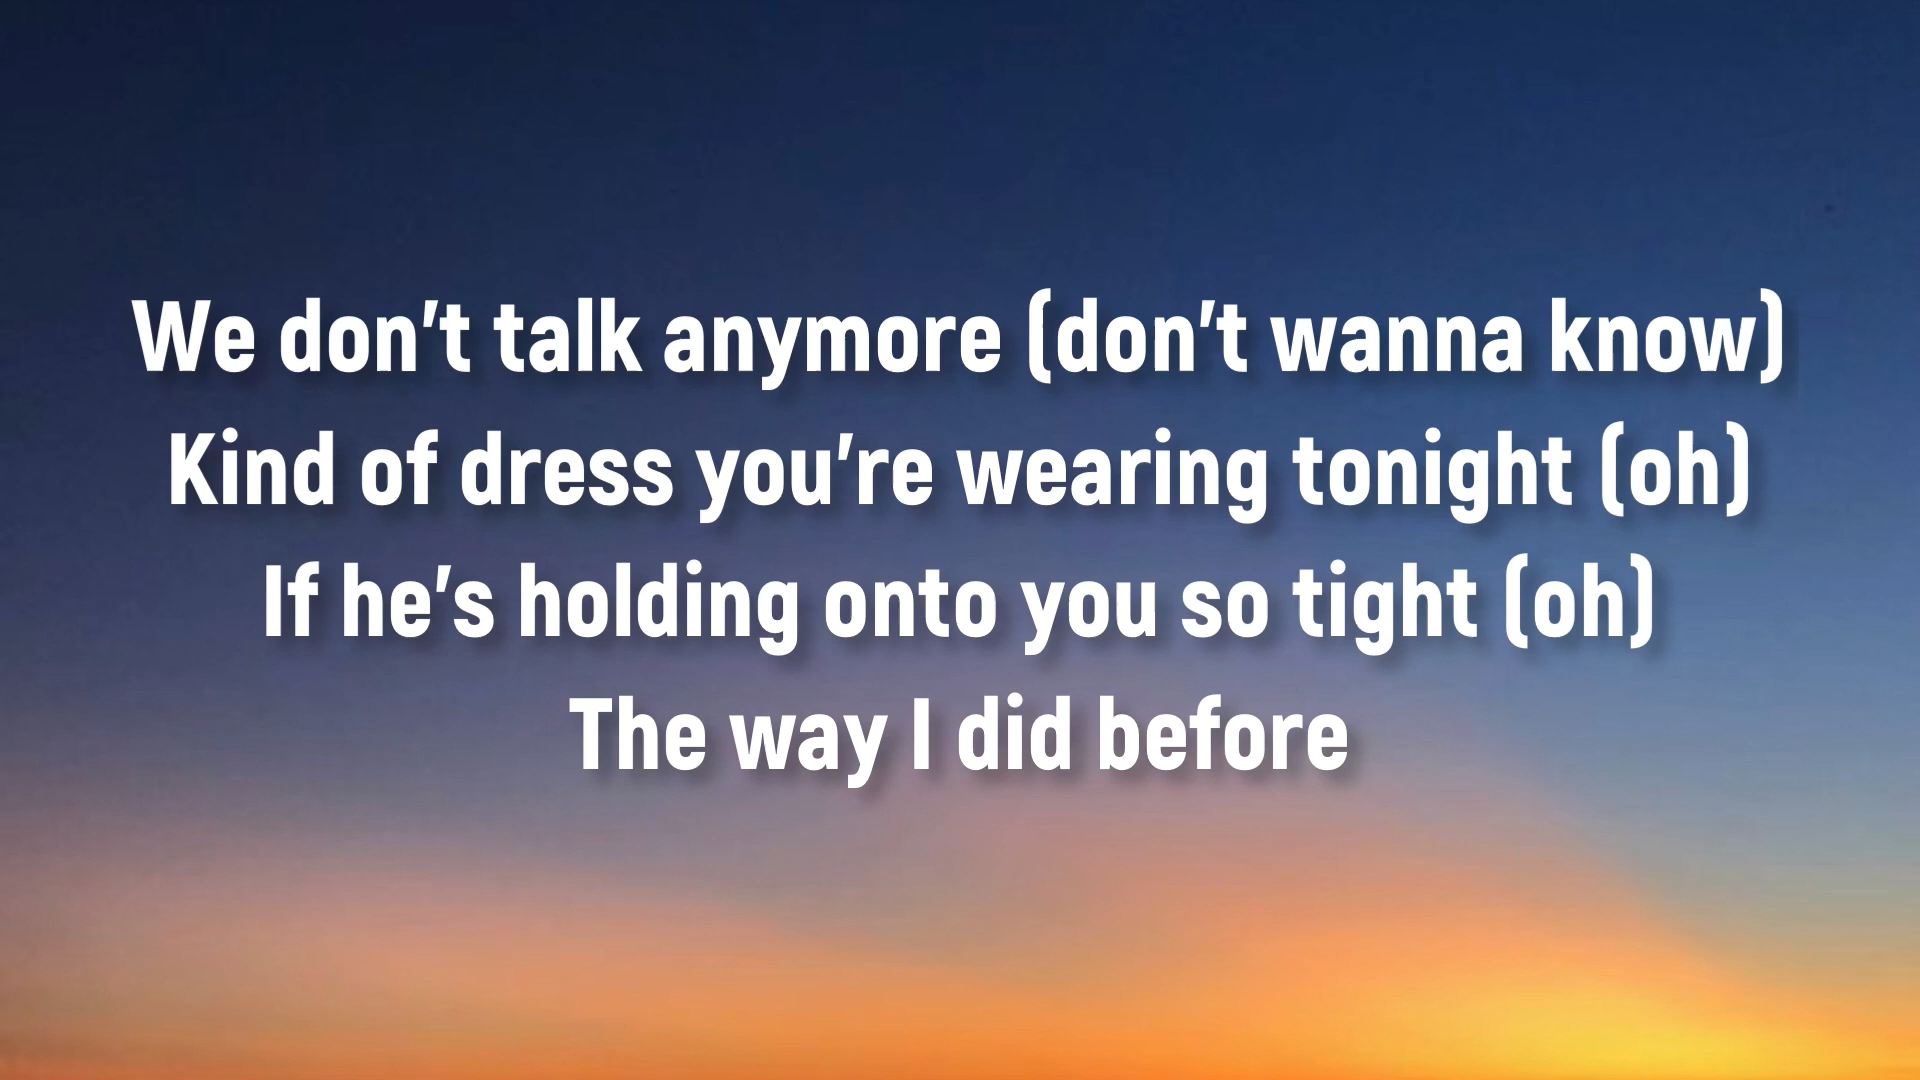 We don't talk anymore (don't wanna know)
Kind of dress you're wearing tonight (oh)
If he's holding onto you so tight (oh)
The way I did before